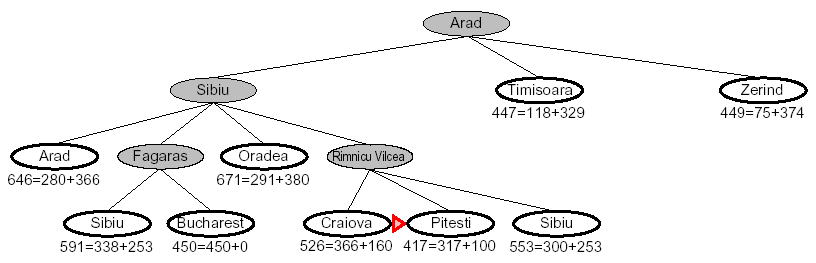 Arad
Sibiu
Timisoara
Zerind
447=118+329
449=75+374
Arad
Fagaras
Oradea
Rimnicu Vilcea
646=280+366
671=291+380
Sibiu
Bucharest
Craiova
Pitesti
Sibiu
591=338+253
450=450+0
526=366+160
417=317+100
553=300+253